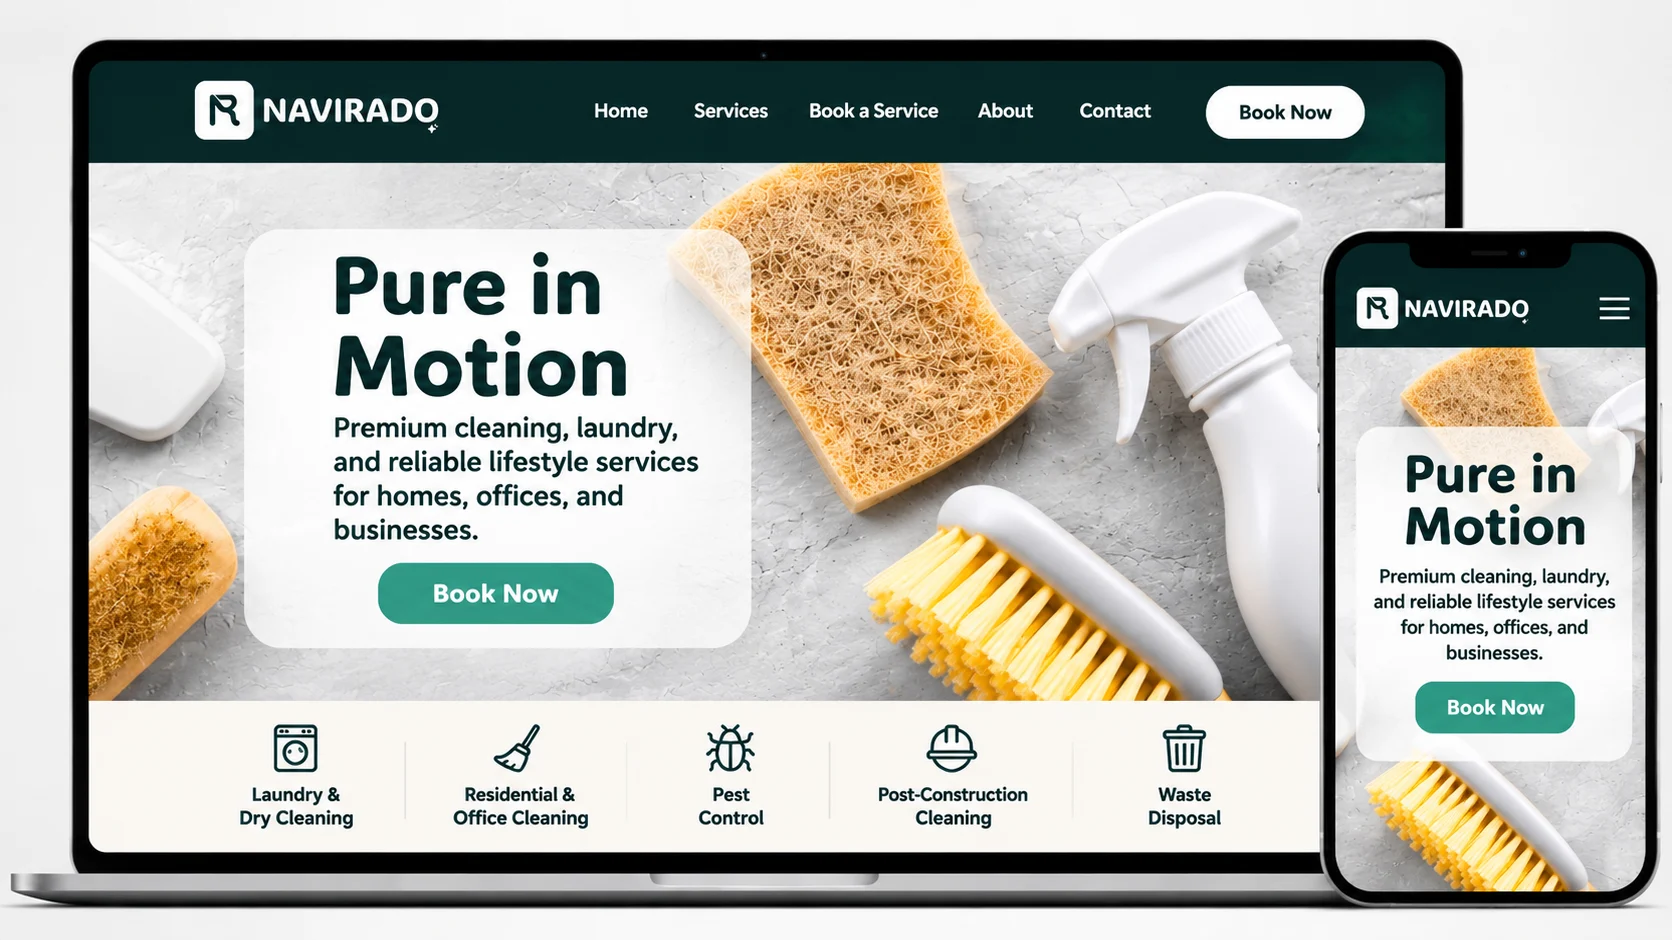 NAVIRADO
Home Services Book a Service About Contact Book Now
Pure in
Motion
Premium cleaning, laundry,
and reliable lifestyle services
for homes, offices, and
businesses.
Book Now
Laundry &
Dry Cleaning
Residential &
Office Cleaning
Pest
Control
Post-Construction
Cleaning
Waste
Disposal
NAVIRADO
Pure in
Motion
Premium cleaning, laundry,
and reliable lifestyle services
for homes, offices, and
businesses.
Book Now